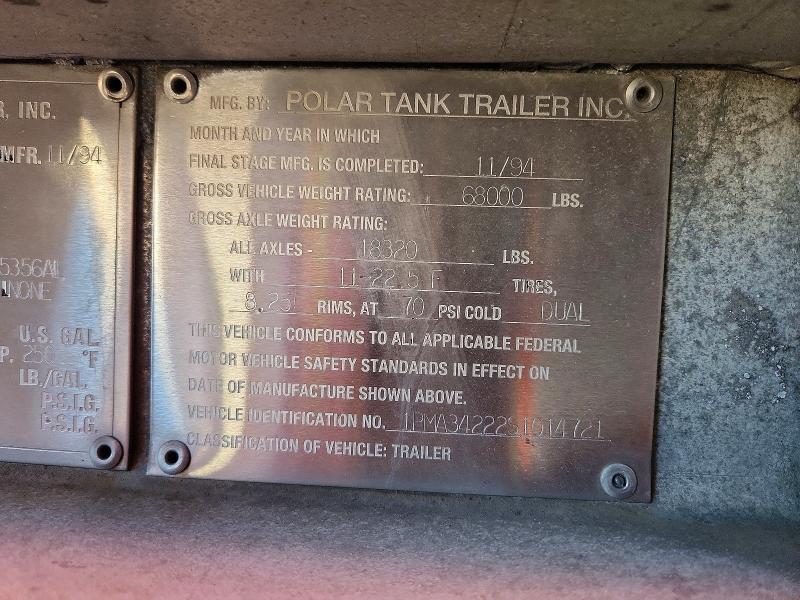 INC.
MFR. 11/94
5356AL
NONE
U.S. GAL.
°F
LB./GAL.
P.S.I.G.
P.S.I.G.
MFG. BY: POLAR TANK TRAILER INC.
MONTH AND YEAR IN WHICH
FINAL STAGE MFG. IS COMPLETED: 11/94
GROSS VEHICLE WEIGHT RATING: 68000 LBS.
GROSS AXLE WEIGHT RATING:
ALL AXLES - 18320 LBS.
WITH 11-22.5 F TIRES,
8.25 RIMS, AT 70 PSI COLD DUAL
THIS VEHICLE CONFORMS TO ALL APPLICABLE FEDERAL
MOTOR VEHICLE SAFETY STANDARDS IN EFFECT ON
DATE OF MANUFACTURE SHOWN ABOVE.
VEHICLE IDENTIFICATION NO. 1PMA34222S1014721
CLASSIFICATION OF VEHICLE: TRAILER